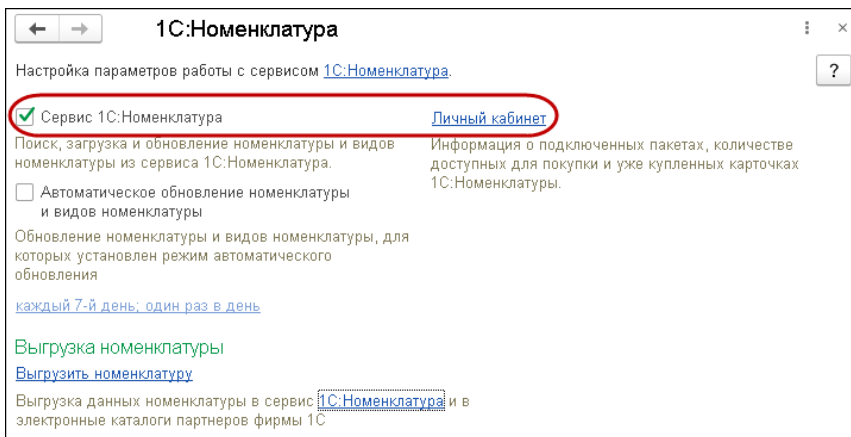 1С:Номенклатура
Настройка параметров работы с сервисом 1С:Номенклатура.
?
Сервис 1С:Номенклатура
Личный кабинет
Поиск, загрузка и обновление номенклатуры и видов
номенклатуры из сервиса 1С:Номенклатура.
Информация о подключенных пакетах, количестве
доступных для покупки и уже купленных карточках
1С:Номенклатуры.
Автоматическое обновление номенклатуры
и видов номенклатуры
Обновление номенклатуры и видов номенклатуры, для
которых установлен режим автоматического
обновления
каждый 7-й день; один раз в день
Выгрузка номенклатуры
Выгрузить номенклатуру
Выгрузка данных номенклатуры в сервис 1С:Номенклатура и в
электронные каталоги партнеров фирмы 1С